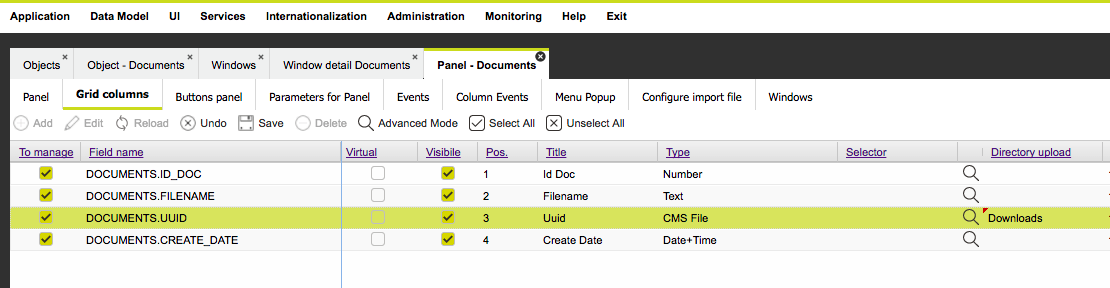 Application Data Model UI Services Internationalization Administration Monitoring Help Exit
Objects Object - Documents Windows Window detail Documents Panel - Documents
Panel Grid columns Buttons panel Parameters for Panel Events Column Events Menu Popup Configure import file Windows
Add Edit Reload Undo Save Delete Advanced Mode Select All Unselect All
To manage Field name Virtual Visibile Pos. Title Type Selector Directory upload
DOCUMENTS.ID_DOC 1 Id Doc Number
DOCUMENTS.FILENAME 2 Filename Text
DOCUMENTS.UUID 3 Uuid CMS File Downloads
DOCUMENTS.CREATE_DATE 4 Create Date Date+Time